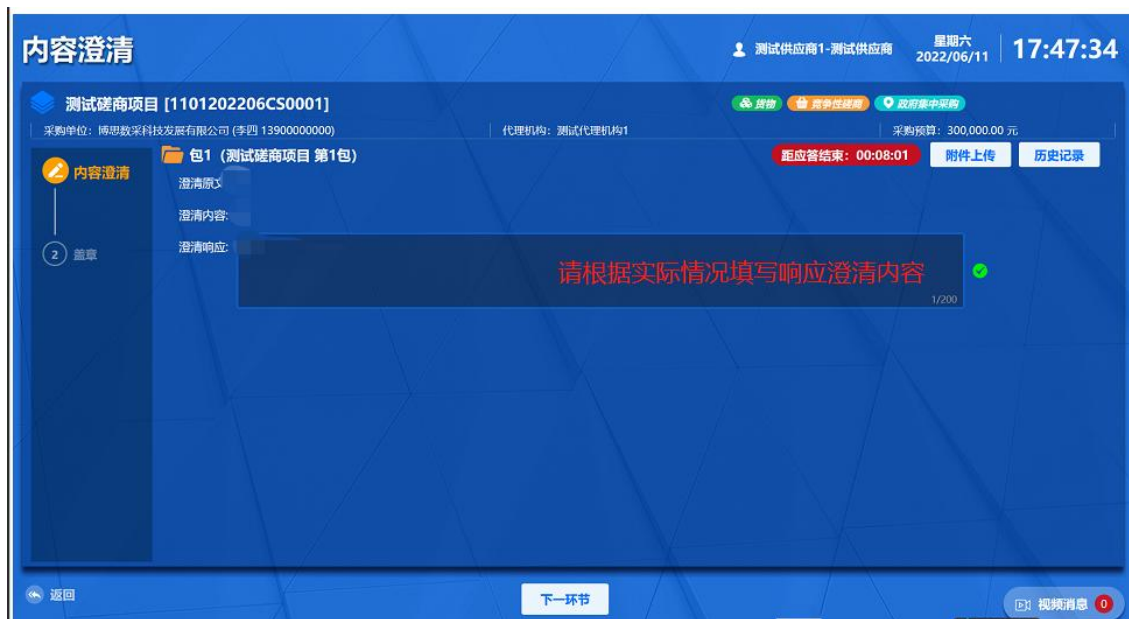 内容澄清
测试供应商1-测试供应商
星期六
2022/06/11
17:47:34
测试磋商项目 [1101202206CS0001]
货物
竞争性磋商
政府集中采购
采购单位：博思数采科技发展有限公司 (李四 13900000000)
代理机构：测试代理机构1
采购预算：300,000.00 元
内容澄清
包1（测试磋商项目 第1包）
距应答结束：00:08:01
附件上传
历史记录
澄清原文
澄清内容:
2 盖章
澄清响应:
请根据实际情况填写响应澄清内容
1/200
返回
下一环节
视频消息 0